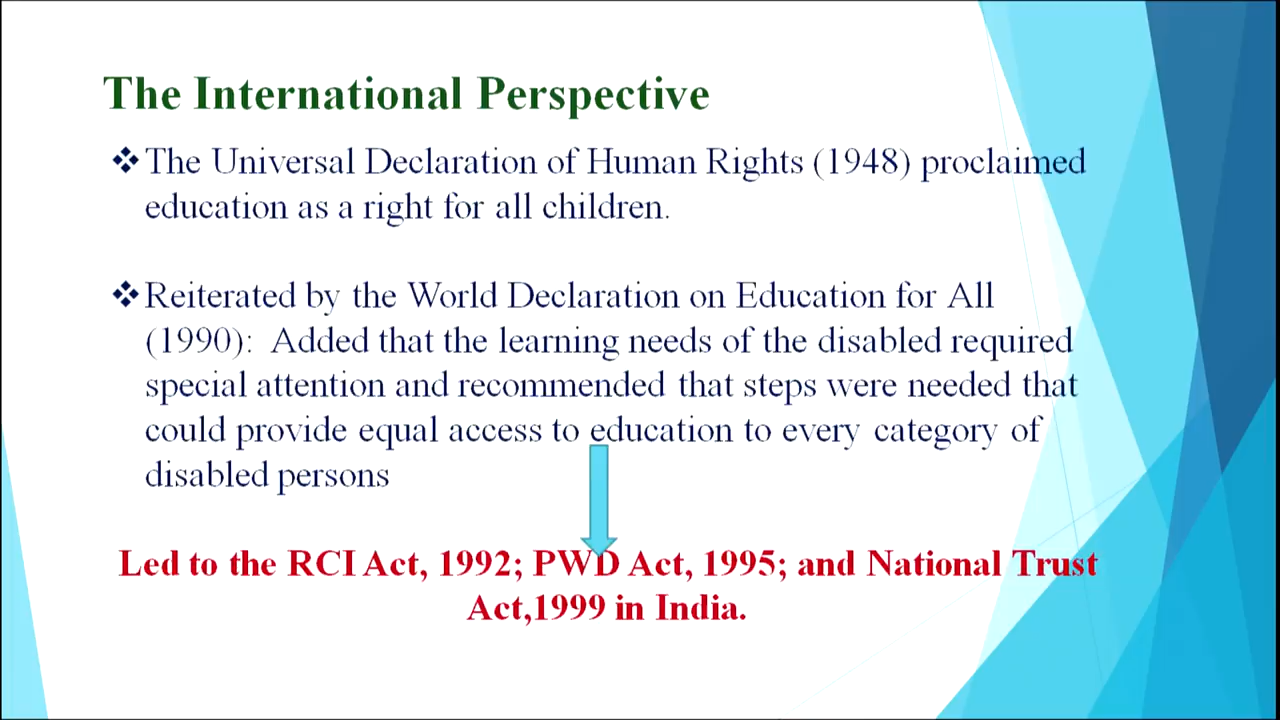 The International Perspective
❖The Universal Declaration of Human Rights (1948) proclaimed
education as a right for all children.
❖Reiterated by the World Declaration on Education for All
(1990): Added that the learning needs of the disabled required
special attention and recommended that steps were needed that
could provide equal access to education to every category of
disabled persons
Led to the RCI Act, 1992; PWD Act, 1995; and National Trust
Act,1999 in India.